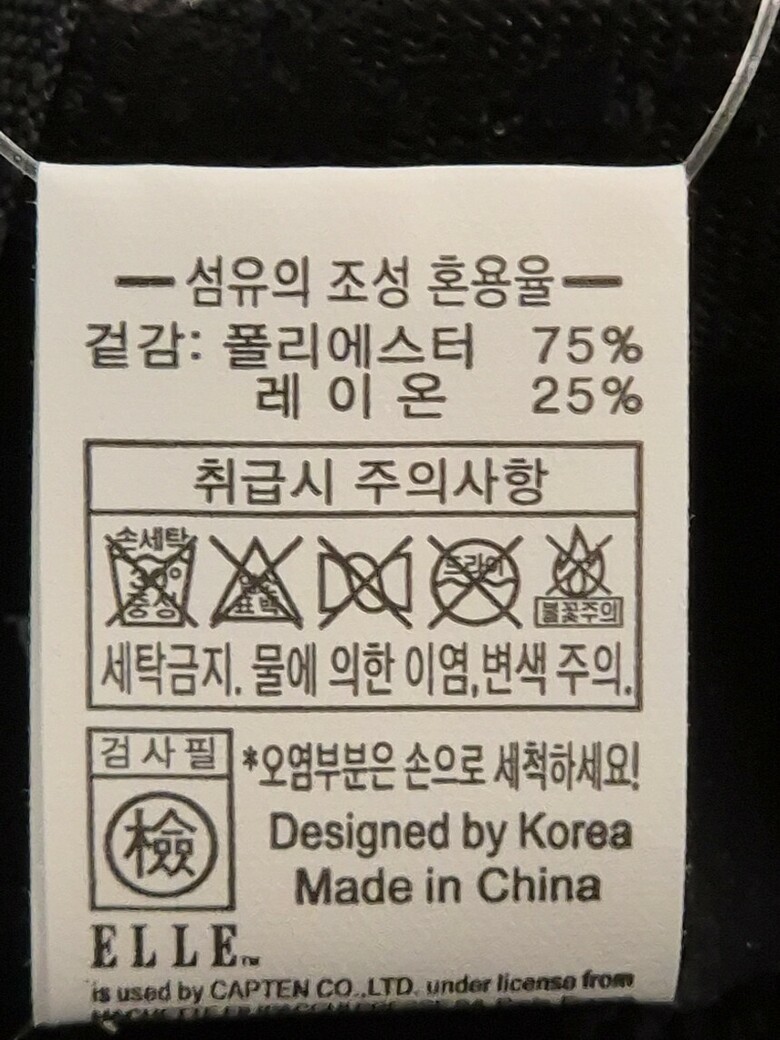 섬유의 조성 혼용율
겉감: 폴리에스터 75%
레이온 25%
취급시 주의사항
손세탁
30°
중성
표백
드라이
불꽃주의
세탁금지. 물에 의한 이염,변색 주의.
검사필
檢
*오염부분은 손으로 세척하세요!
Designed by Korea
Made in China
ELLE™
is used by CAPTEN CO.,LTD. under license from